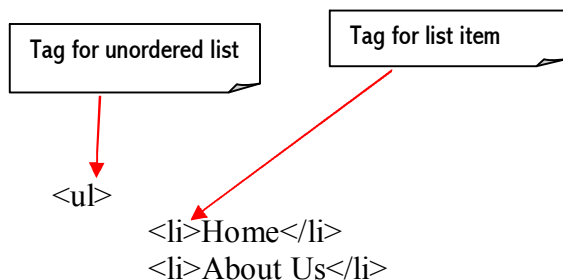 Tag for unordered list
Tag for list item
<ul>
<li>Home</li>
<li>About Us</li>